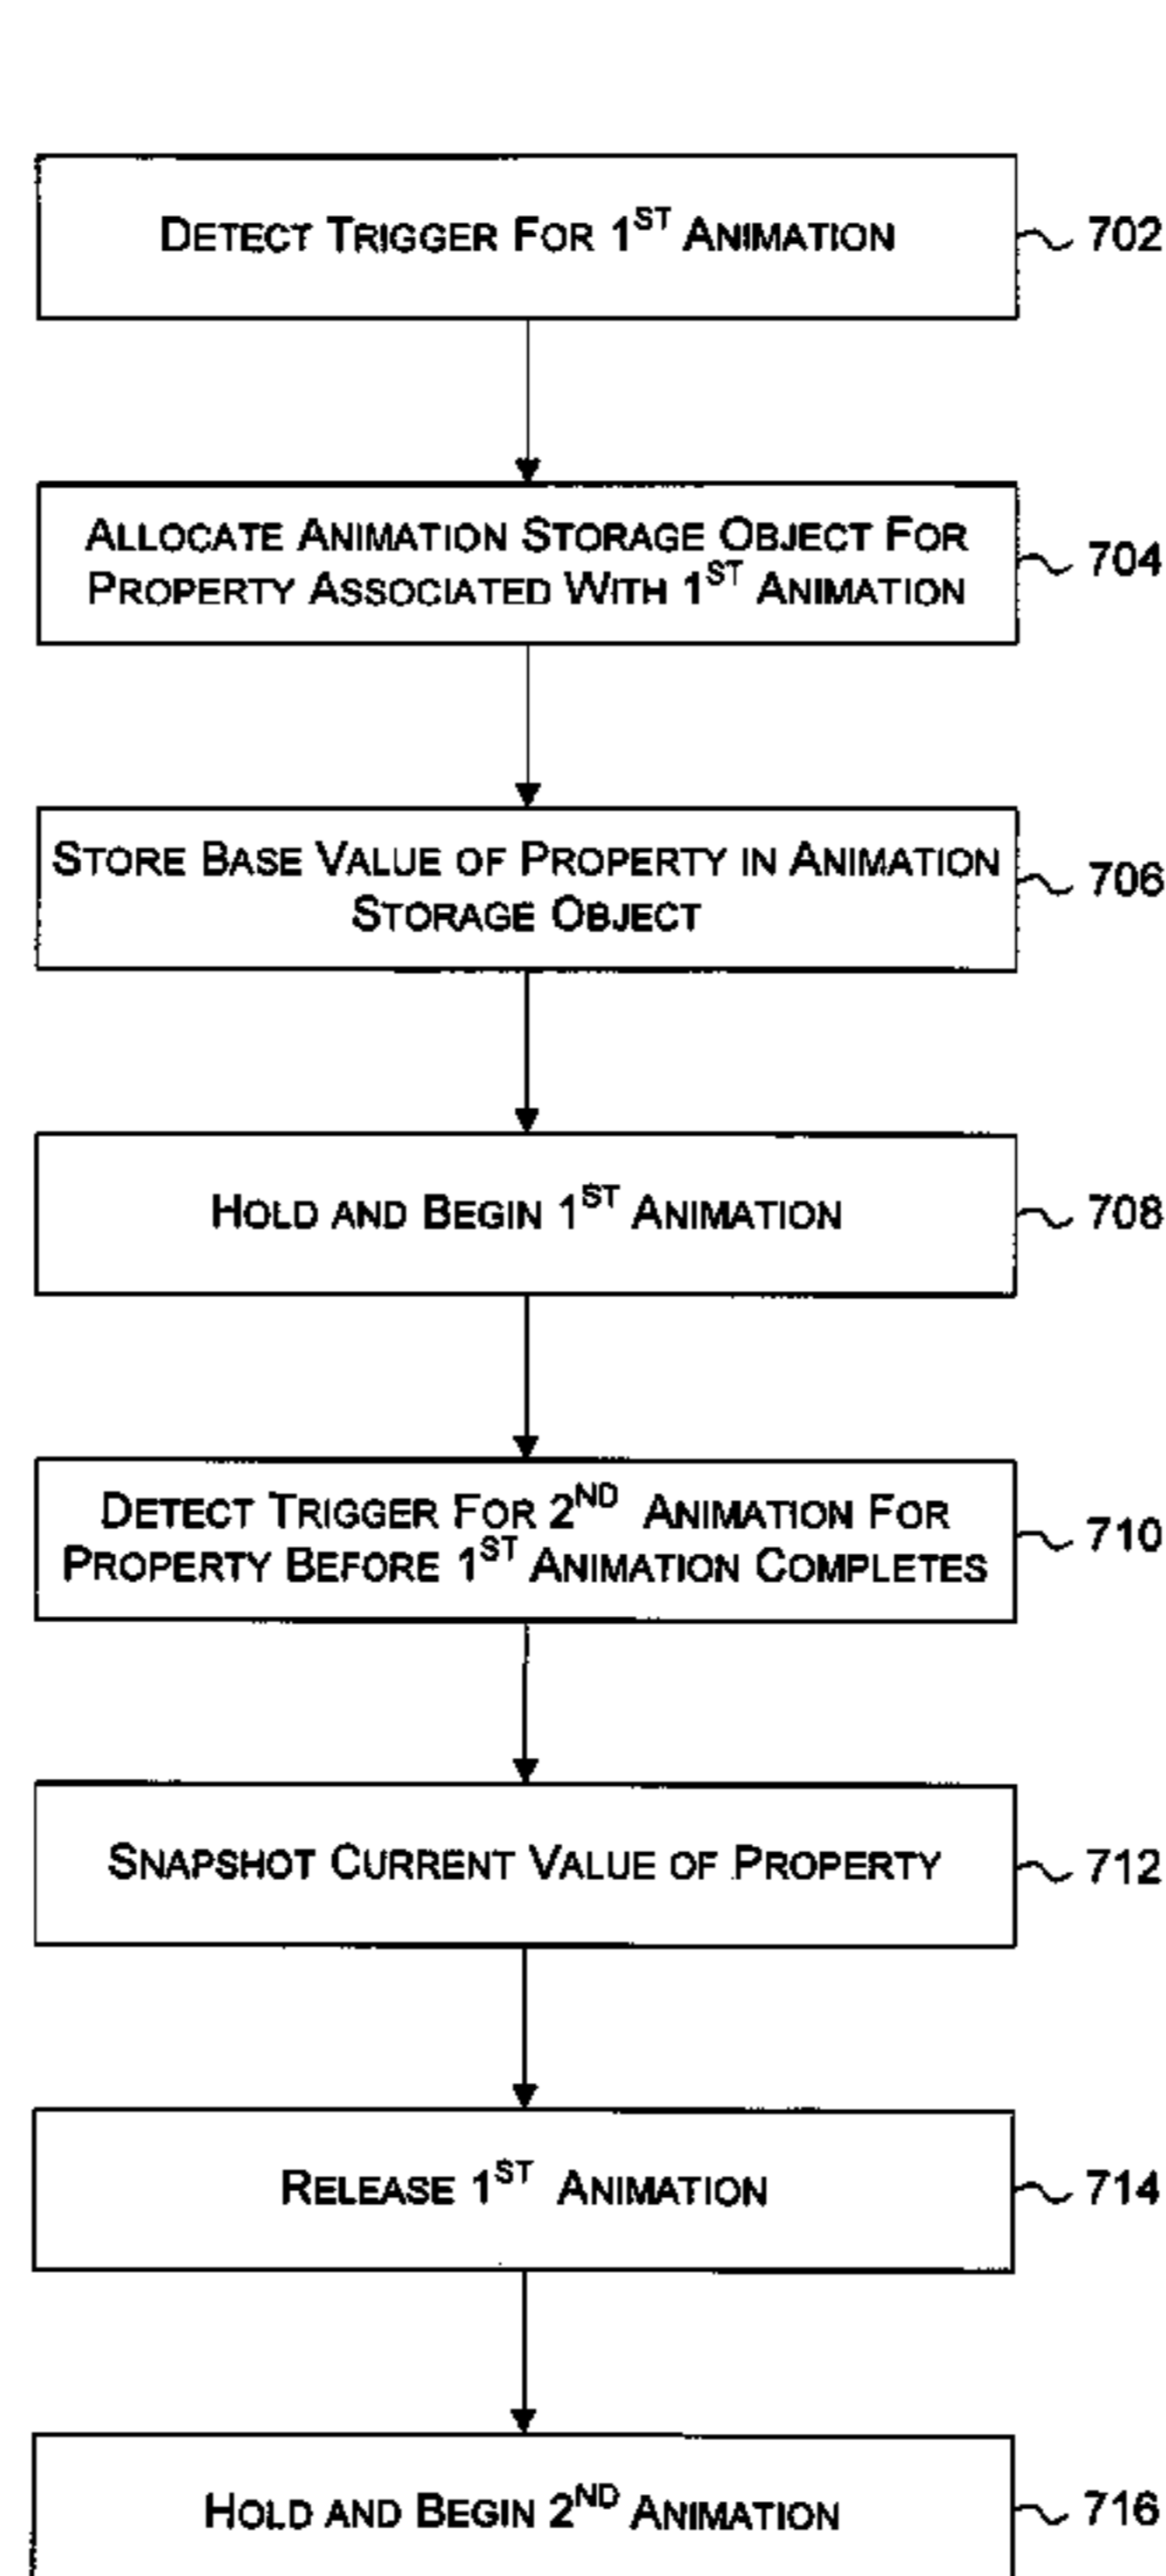 DETECT TRIGGER FOR 1ST ANIMATION
702
ALLOCATE ANIMATION STORAGE OBJECT FOR
PROPERTY ASSOCIATED WITH 1ST ANIMATION
704
STORE BASE VALUE OF PROPERTY IN ANIMATION
STORAGE OBJECT
706
HOLD AND BEGIN 1ST ANIMATION
708
DETECT TRIGGER FOR 2ND ANIMATION FOR
PROPERTY BEFORE 1ST ANIMATION COMPLETES
710
SNAPSHOT CURRENT VALUE OF PROPERTY
712
RELEASE 1ST ANIMATION
714
HOLD AND BEGIN 2ND ANIMATION
716